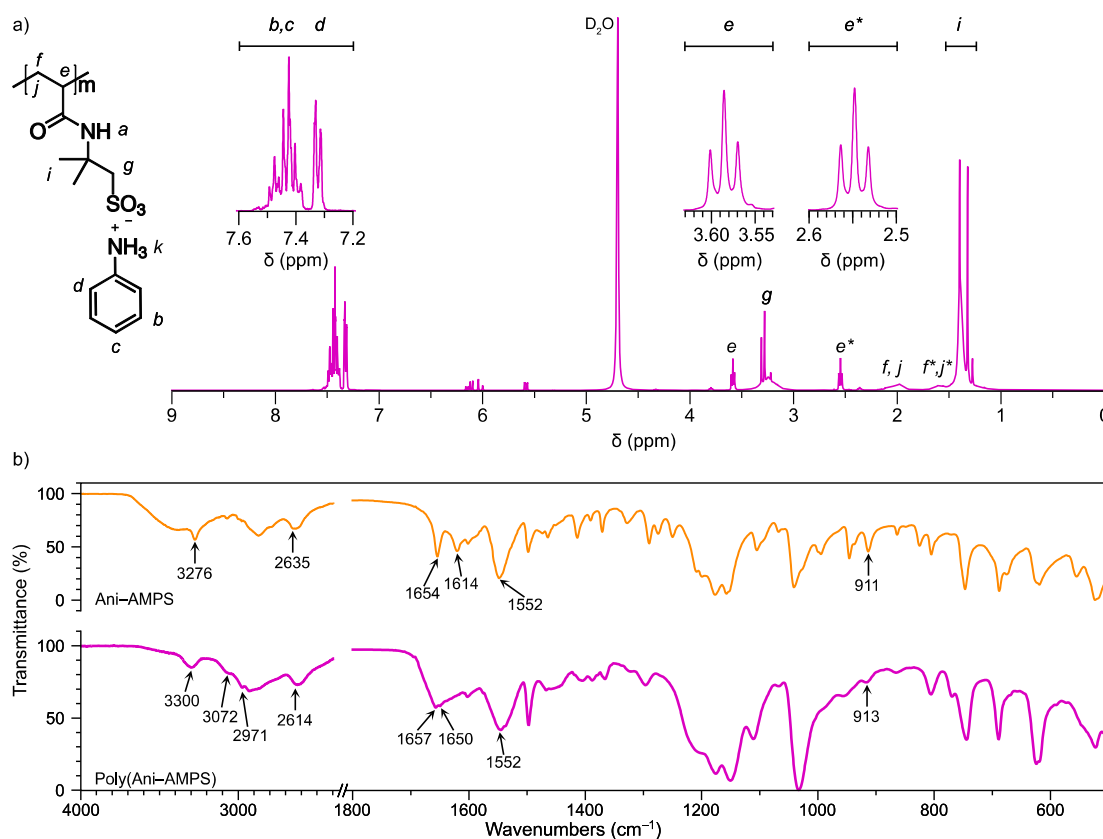 a)
b,c d
D2O
e
e*
i
f
e
j
m
O
NH a
i
g
SO3
−
+
NH3 k
d
b
c
7.6 7.4 7.2
δ (ppm)
3.60 3.55
δ (ppm)
2.6 2.5
δ (ppm)
e
g
e*
f, j
f*,j*
9 8 7 6 5 4 3 2 1 0
δ (ppm)
b)
Transmittance (%)
100
50
0
3276
2635
1654
1614
1552
911
Ani–AMPS
100
50
0
3300
3072
2971
2614
1657
1650
1552
913
Poly(Ani–AMPS)
4000 3000 1800 1600 1400 1200 1000 800 600
Wavenumbers (cm−1)